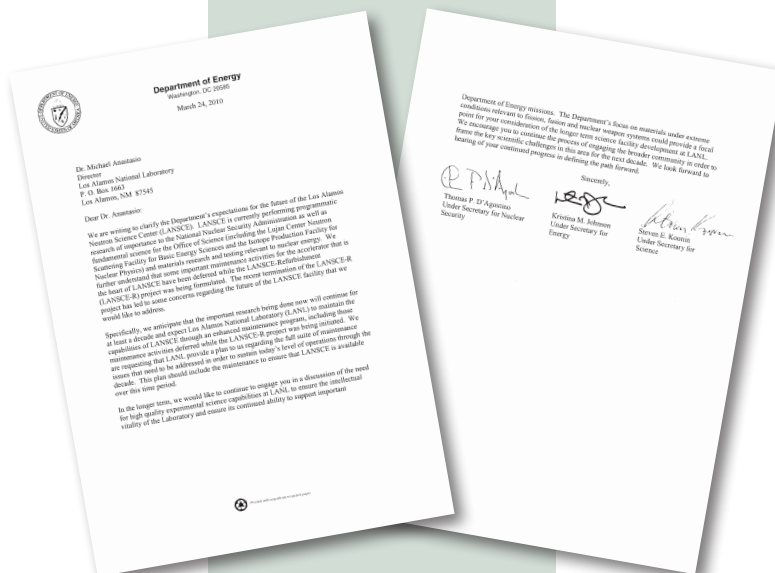 Department of Energy
Washington, DC 20585
March 24, 2010
Dr. Michael Anastasio
Director
Los Alamos National Laboratory
P. O. Box 1663
Los Alamos, NM 87545
Dear Dr. Anastasio:
We are writing to clarify the Department's expectations for the future of the Los Alamos
Neutron Science Center (LANSCE). LANSCE is currently performing programmatic
research of importance to the National Nuclear Security Administration as well as
fundamental science for the Office of Science (including the Lujan Center Neutron
Scattering Facility for Basic Energy Sciences and the Isotope Production Facility for
Nuclear Physics) and materials research and testing relevant to nuclear energy. We
further understand that some important maintenance activities for the accelerator that is
the heart of LANSCE have been deferred while the LANSCE-Refurbishment
(LANSCE-R) project was being formulated. The recent termination of the LANSCE-R
project has led to some concerns regarding the future of the LANSCE facility that we
would like to address.
Specifically, we anticipate that the important research being done now will continue for
at least a decade and expect Los Alamos National Laboratory (LANL) to maintain the
capabilities of LANSCE through an enhanced maintenance program, including those
maintenance activities deferred while the LANSCE-R project was being initiated. We
are requesting that LANL provide a plan to us regarding the full suite of maintenance
issues that need to be addressed in order to sustain today's level of operations through the
decade. This plan should include the maintenance to ensure that LANSCE is available
over this time period.
In the longer term, we would like to continue to engage you in a discussion of the need
for high quality experimental science capabilities at LANL to ensure the intellectual
vitality of the Laboratory and ensure its continued ability to support important
Department of Energy missions. The Department's focus on materials under extreme
conditions relevant to fission, fusion and nuclear weapon systems could provide a focal
point for your consideration of the longer term science facility development at LANL.
We encourage you to continue the process of engaging the broader community in order to
frame the key scientific challenges in this area for the next decade. We look forward to
hearing of your continued progress in defining the path forward.
Sincerely,
Thomas P. D'Agostino
Under Secretary for Nuclear
Security
Kristina M. Johnson
Under Secretary for
Energy
Steven E. Koonin
Under Secretary for
Science